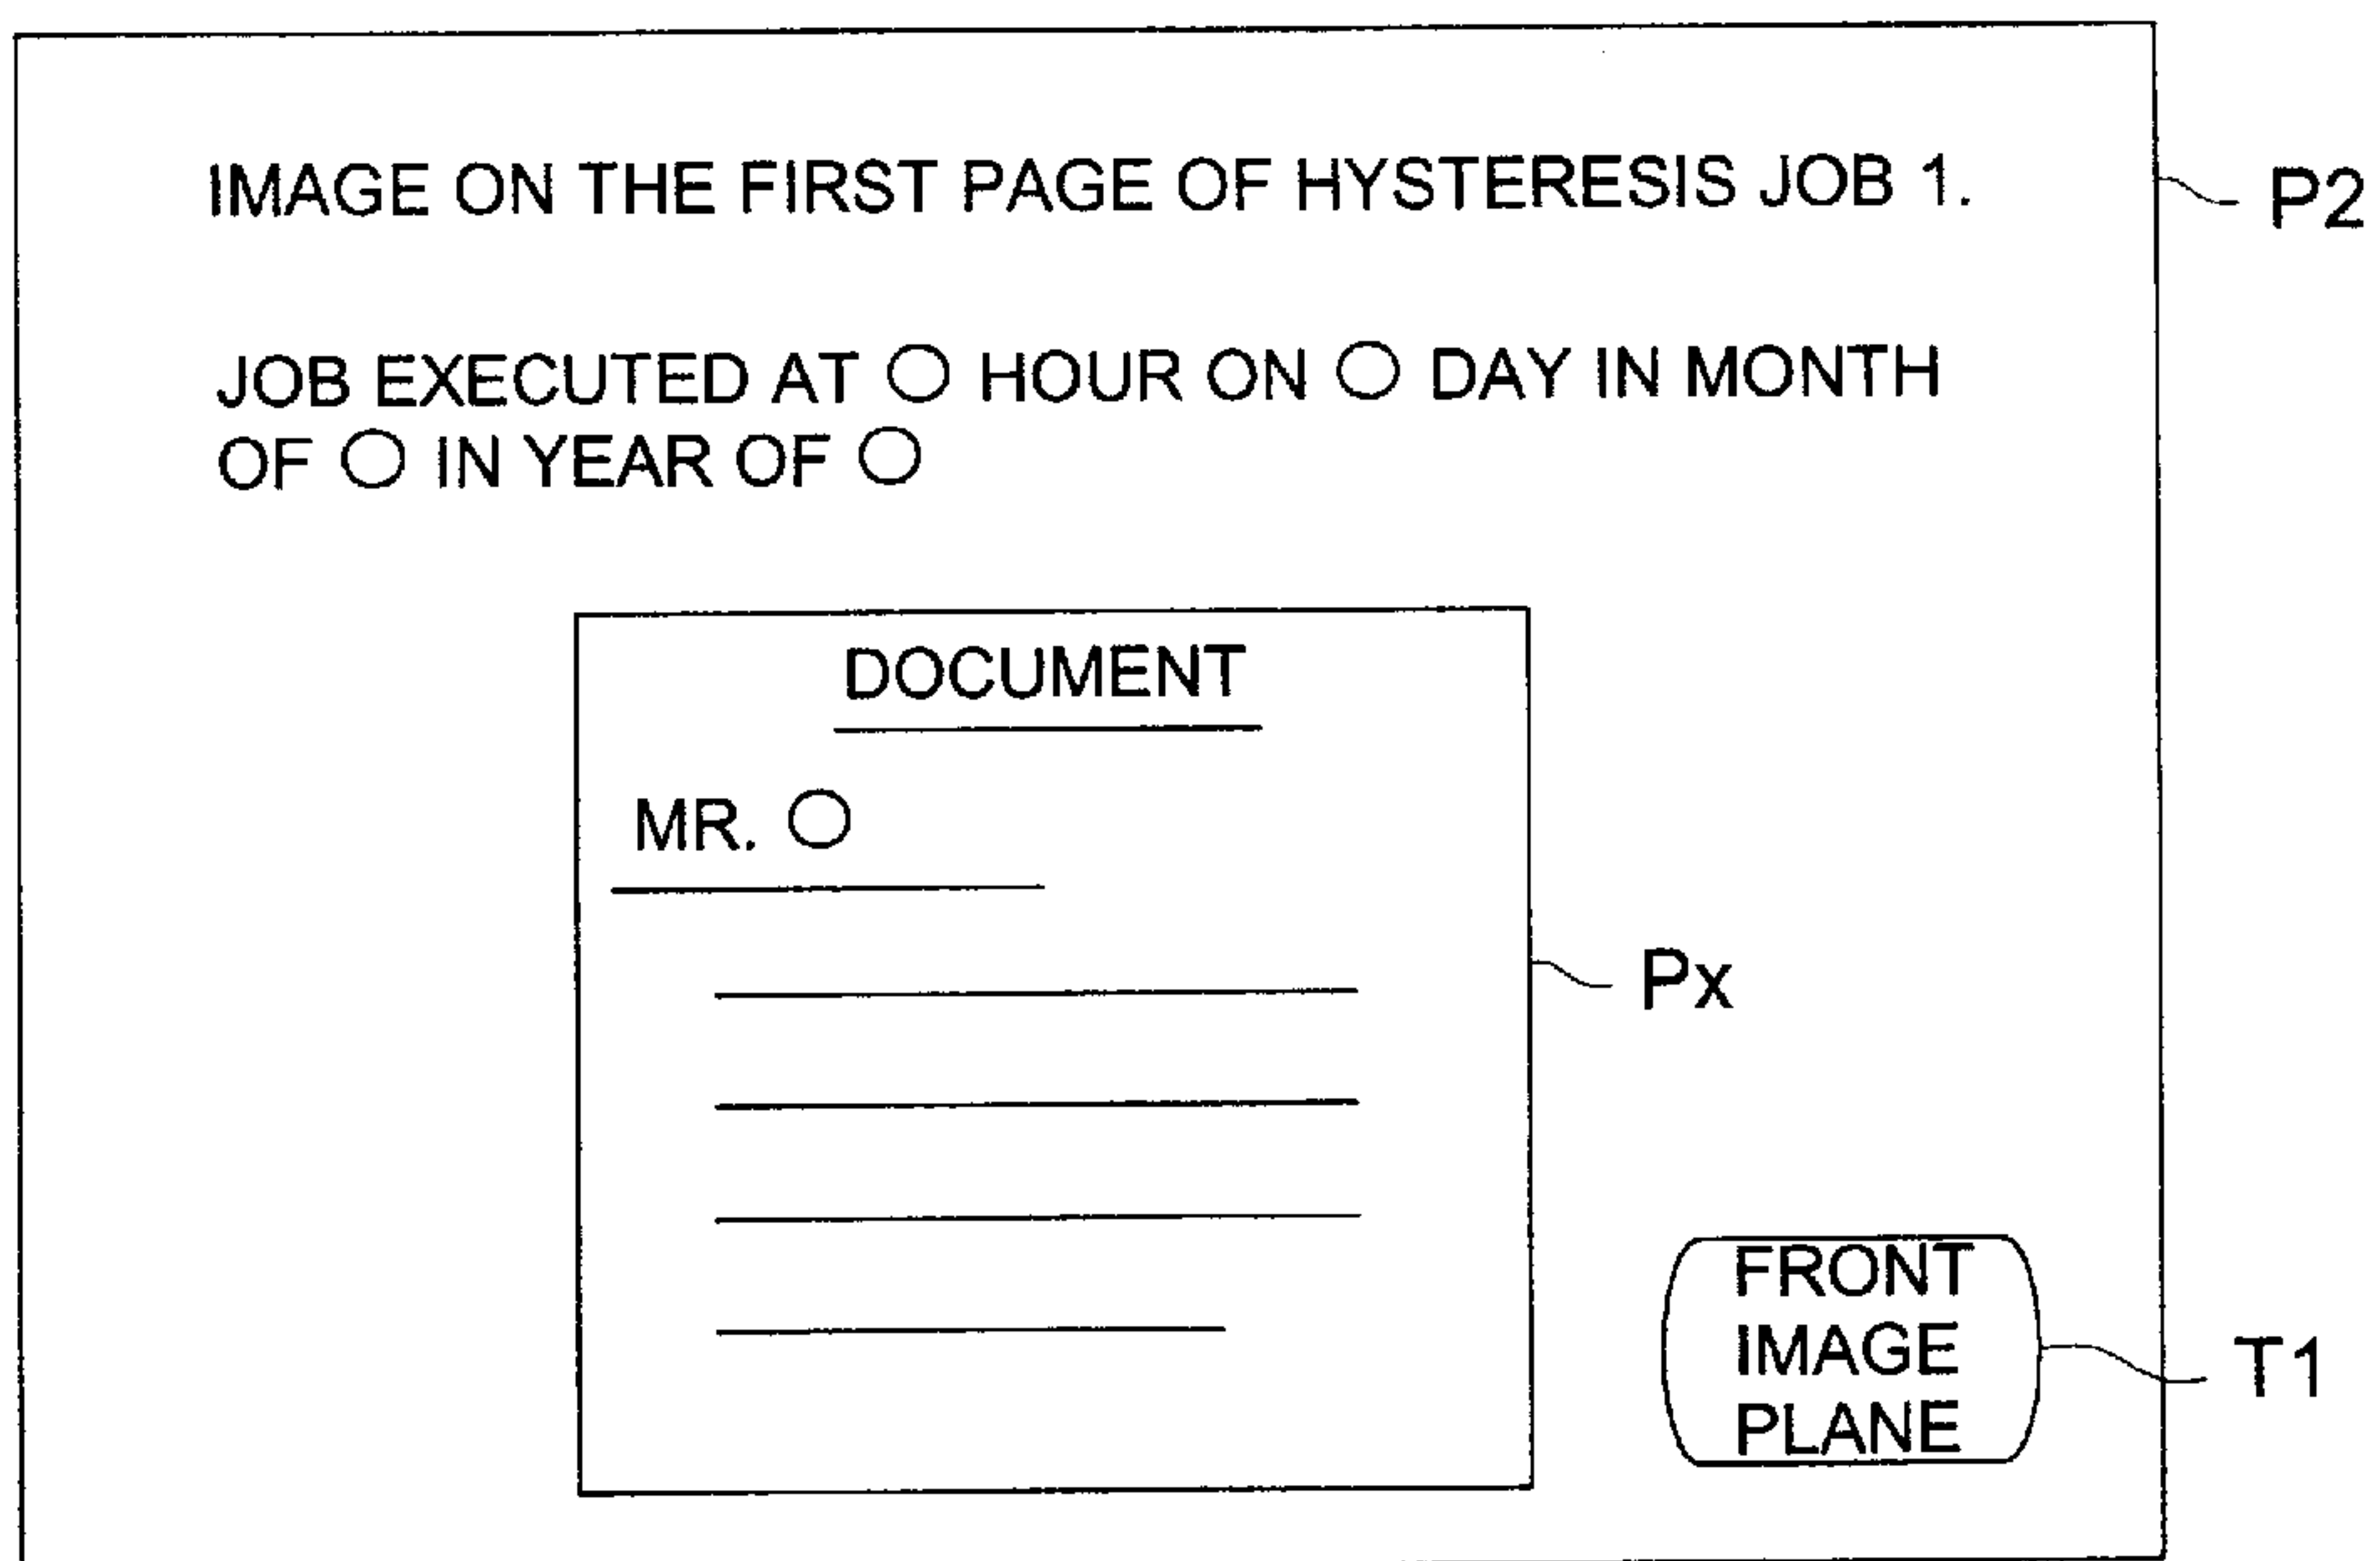 IMAGE ON THE FIRST PAGE OF HYSTERESIS JOB 1.
P2
JOB EXECUTED AT ○ HOUR ON ○ DAY IN MONTH
OF ○ IN YEAR OF ○
DOCUMENT
MR. ○
Px
FRONT
IMAGE
PLANE
T1